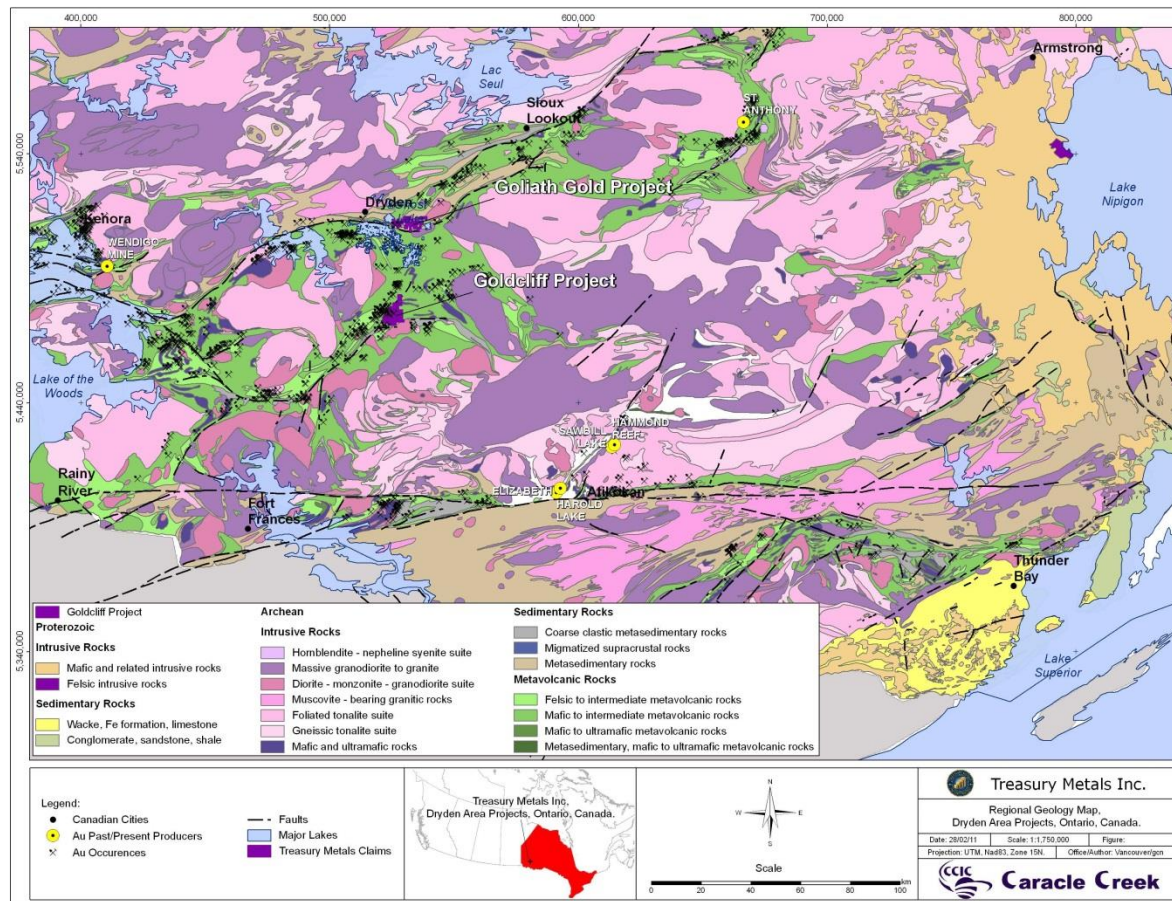 400,000
500,000
600,000
700,000
800,000
5,540,000
5,440,000
5,340,000
5,540,000
5,440,000
5,340,000
Armstrong
Lac
Seul
Sioux
Lookout
ST.
ANTHONY
Lake
Nipigon
Goliath Gold Project
Dryden
Kenora
WENDIGO
MINE
Goldcliff Project
Lake of the
Woods
HAMMOND
REEF
SAWBILL
LAKE
Rainy
River
ELIZABETH
Atikokan
HAROLD
LAKE
Fort
Frances
Thunder
Bay
Lake
Superior
Goldcliff Project
Proterozoic
Intrusive Rocks
Mafic and related intrusive rocks
Felsic intrusive rocks
Sedimentary Rocks
Wacke, Fe formation, limestone
Conglomerate, sandstone, shale
Archean
Intrusive Rocks
Hornblendite - nepheline syenite suite
Massive granodiorite to granite
Diorite - monzonite - granodiorite suite
Muscovite - bearing granitic rocks
Foliated tonalite suite
Gneissic tonalite suite
Mafic and ultramafic rocks
Sedimentary Rocks
Coarse clastic metasedimentary rocks
Migmatized supracrustal rocks
Metasedimentary rocks
Metavolcanic Rocks
Felsic to intermediate metavolcanic rocks
Mafic to intermediate metavolcanic rocks
Mafic to ultramafic metavolcanic rocks
Metasedimentary, mafic to ultramafic metavolcanic rocks
Legend:
Canadian Cities
Au Past/Present Producers
Au Occurences
Faults
Major Lakes
Treasury Metals Claims
Treasury Metals Inc.
Dryden Area Projects, Ontario, Canada.
N
W
E
S
Scale
km
0 20 40 60 80 100
Treasury Metals Inc.
Regional Geology Map,
Dryden Area Projects, Ontario, Canada.
Date: 28/02/11 Scale: 1:1,750,000 Figure:
Projection: UTM, Nad83, Zone 15N. Office/Author: Vancouver/gcn
CCIC Caracle Creek